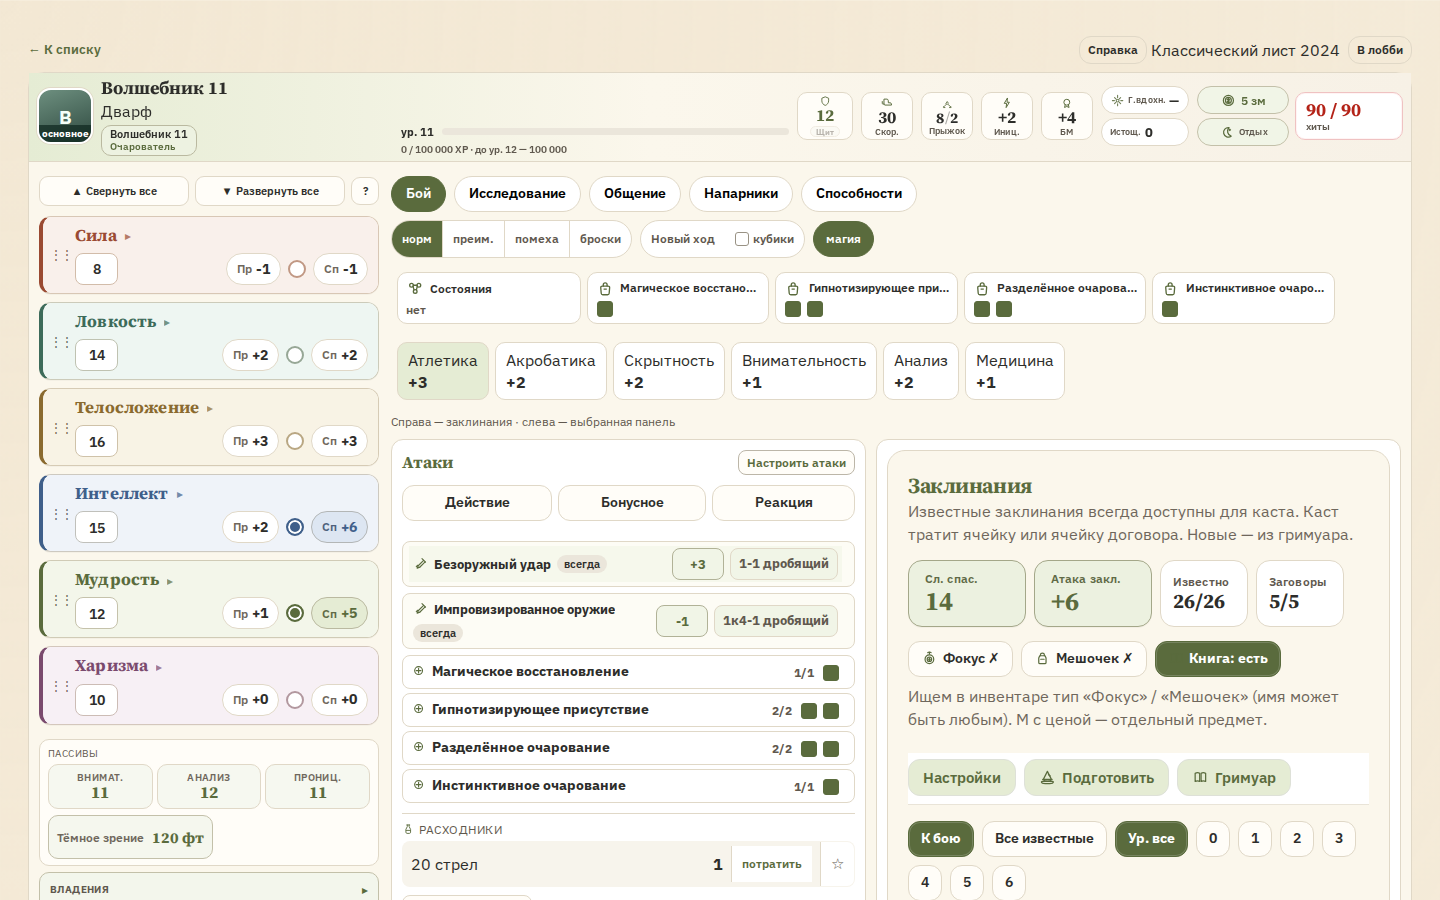 ← К списку
Справка Классический лист 2024 В лобби
В
основное
Волшебник 11
Дварф
Волшебник 11
Очарователь
ур. 11
0 / 100 000 XP · до ур. 12 — 100 000
12
Щит
30
Скор.
8/2
Прыжок
+2
Иниц.
+4
БМ
Г.вдохн. —
Истощ. 0
5 зм
Отдых
90 / 90
хиты
▲ Свернуть все
▼ Развернуть все
?
Сила ▸
8
Пр -1
Сп -1
Ловкость ▸
14
Пр +2
Сп +2
Телосложение ▸
16
Пр +3
Сп +3
Интеллект ▸
15
Пр +2
Сп +6
Мудрость ▸
12
Пр +1
Сп +5
Харизма ▸
10
Пр +0
Сп +0
ПАССИВЫ
ВНИМАТ.
11
АНАЛИЗ
12
ПРОНИЦ.
11
Тёмное зрение 120 фт
ВЛАДЕНИЯ ▸
Бой Исследование Общение Напарники Способности
норм преим. помеха броски Новый ход кубики магия
Состояния
нет
Магическое восстано...
Гипнотизирующее при...
Разделённое очарова...
Инстинктивное очаро...
Атлетика
+3
Акробатика
+2
Скрытность
+2
Внимательность
+1
Анализ
+2
Медицина
+1
Справа — заклинания · слева — выбранная панель
Атаки
Настроить атаки
Действие Бонусное Реакция
Безоружный удар всегда +3 1-1 дробящий
Импровизированное оружие
всегда
-1 1к4-1 дробящий
Магическое восстановление 1/1
Гипнотизирующее присутствие 2/2
Разделённое очарование 2/2
Инстинктивное очарование 1/1
РАСХОДНИКИ
20 стрел 1 потратить ☆
Заклинания
Известные заклинания всегда доступны для каста. Каст
тратит ячейку или ячейку договора. Новые — из гримуара.
Сл. спас.
14
Атака закл.
+6
Известно
26/26
Заговоры
5/5
Фокус ✗ Мешочек ✗ Книга: есть
Ищем в инвентаре тип «Фокус» / «Мешочек» (имя может
быть любым). М с ценой — отдельный предмет.
Настройки Подготовить Гримуар
К бою Все известные Ур. все 0 1 2 3
4 5 6